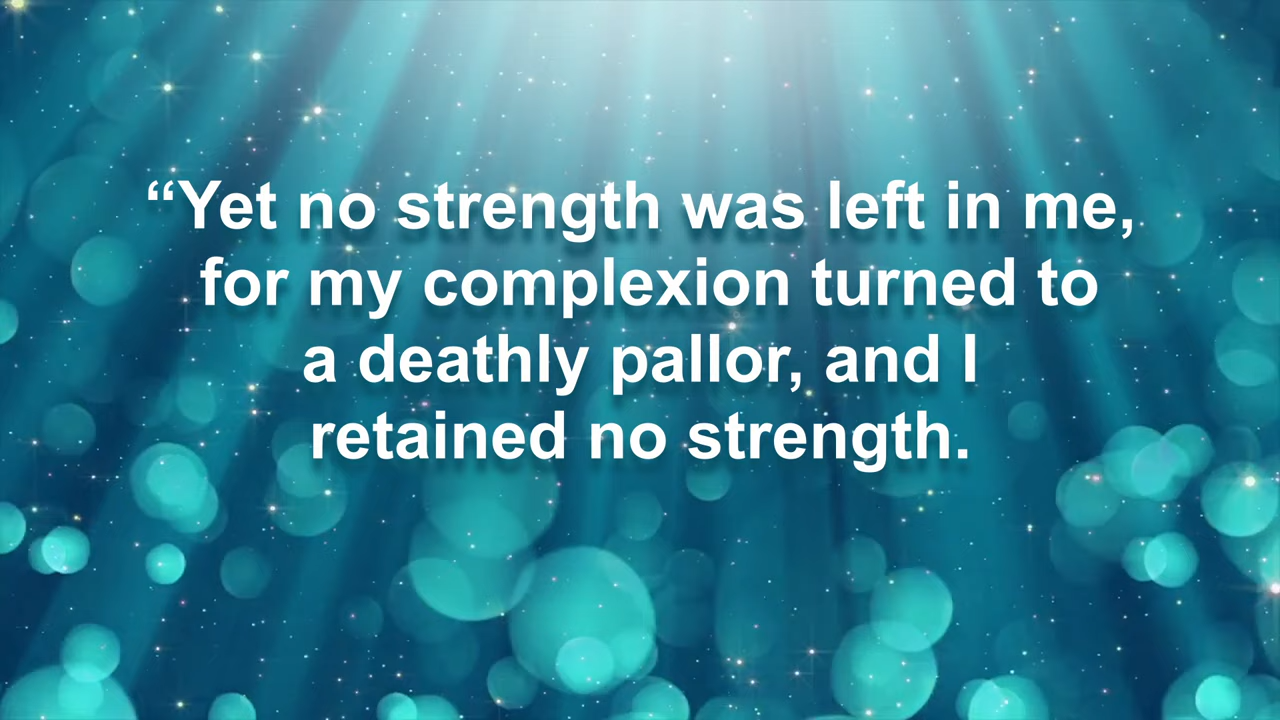 “Yet no strength was left in me,
for my complexion turned to
a deathly pallor, and I
retained no strength.